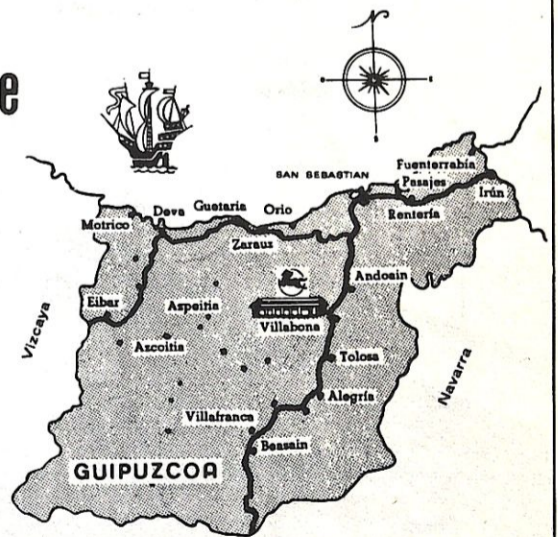 e
N
SAN SEBASTIAN
Fuenterrabía
Pasajes
Irún
Rentería
Motrico
Deva
Guetaria
Orio
Zarauz
Andoain
Eibar
Azpeitia
Villabona
Azcoitia
Tolosa
Alegría
Villafranca
Beasain
GUIPUZCOA
Vizcaya
Navarra